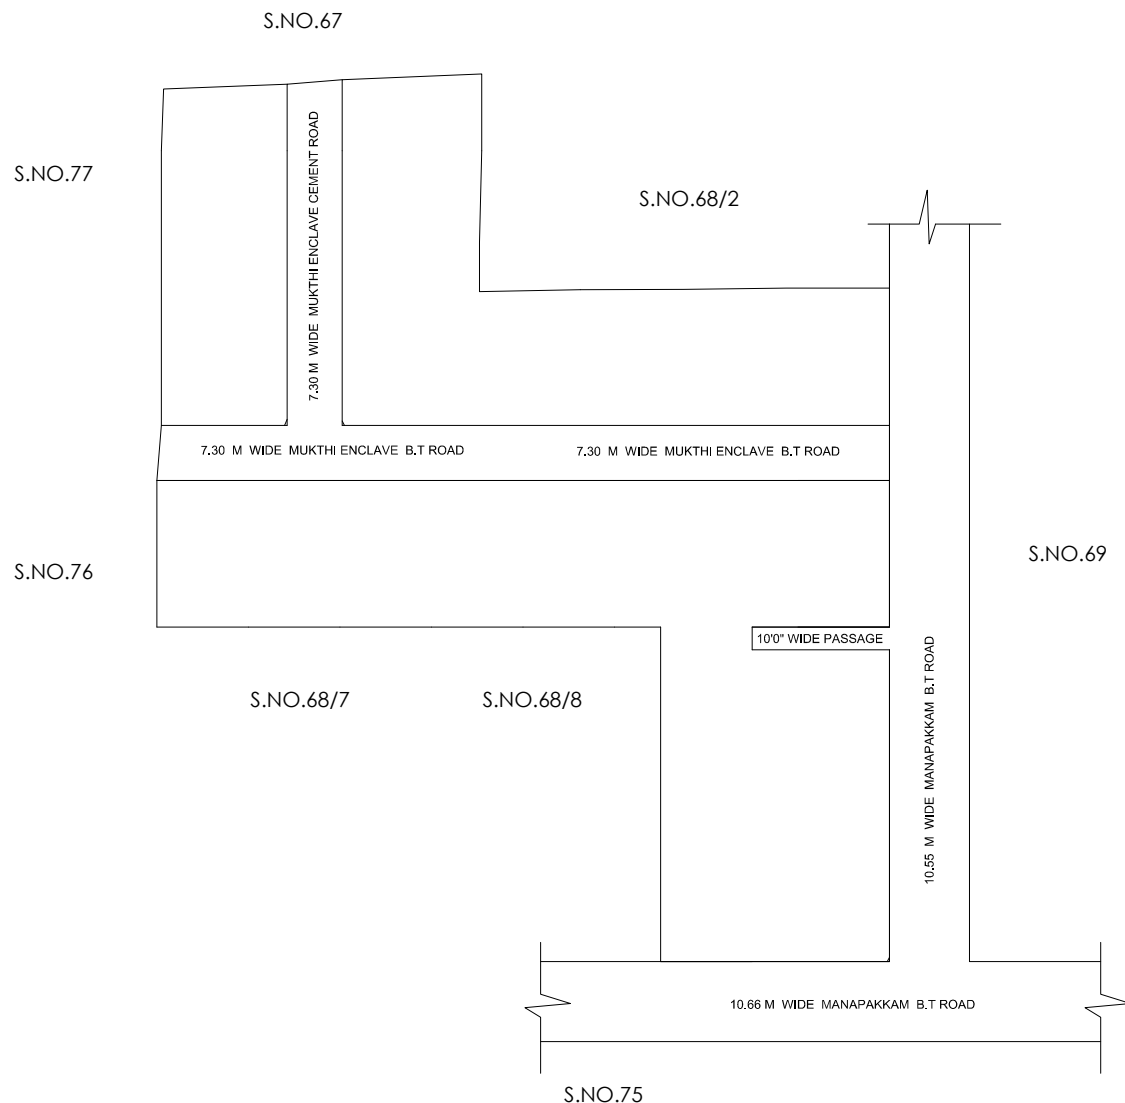 S.NO.67
S.NO.77
7.30 M WIDE MUKTHI ENCLAVE CEMENT ROAD
S.NO.68/2
7.30 M WIDE MUKTHI ENCLAVE B.T ROAD
7.30 M WIDE MUKTHI ENCLAVE B.T ROAD
S.NO.76
S.NO.69
10'0" WIDE PASSAGE
10.55 M WIDE MANAPAKKAM B.T ROAD
S.NO.68/7
S.NO.68/8
10.66 M WIDE MANAPAKKAM B.T ROAD
S.NO.75